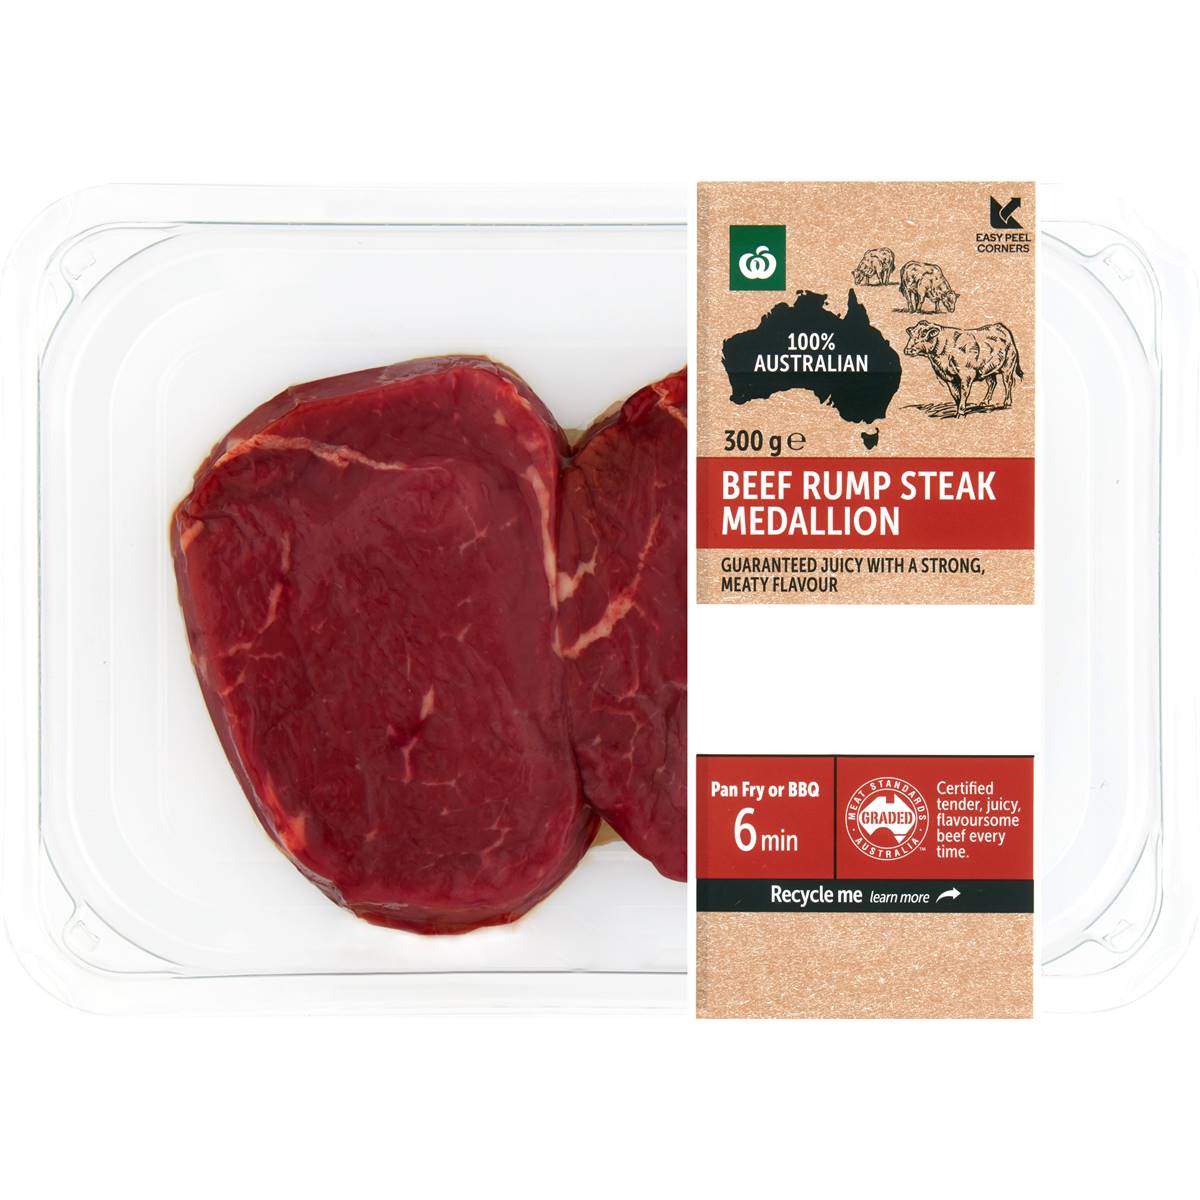 EASY PEEL
CORNERS
100%
AUSTRALIAN
300 g ℮
BEEF RUMP STEAK
MEDALLION
GUARANTEED JUICY WITH A STRONG,
MEATY FLAVOUR
Pan Fry or BBQ
6 min
MEAT STANDARDS
GRADED
AUSTRALIA ™
Certified
tender, juicy,
flavoursome
beef every
time.
Recycle me learn more